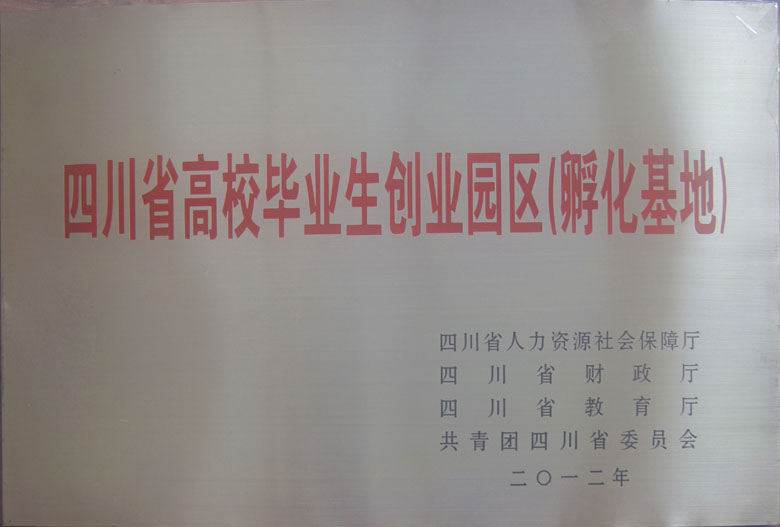 四川省高校毕业生创业园区(孵化基地)
四川省人力资源社会保障厅
四川省财政厅
四川省教育厅
共青团四川省委员会
二〇一二年